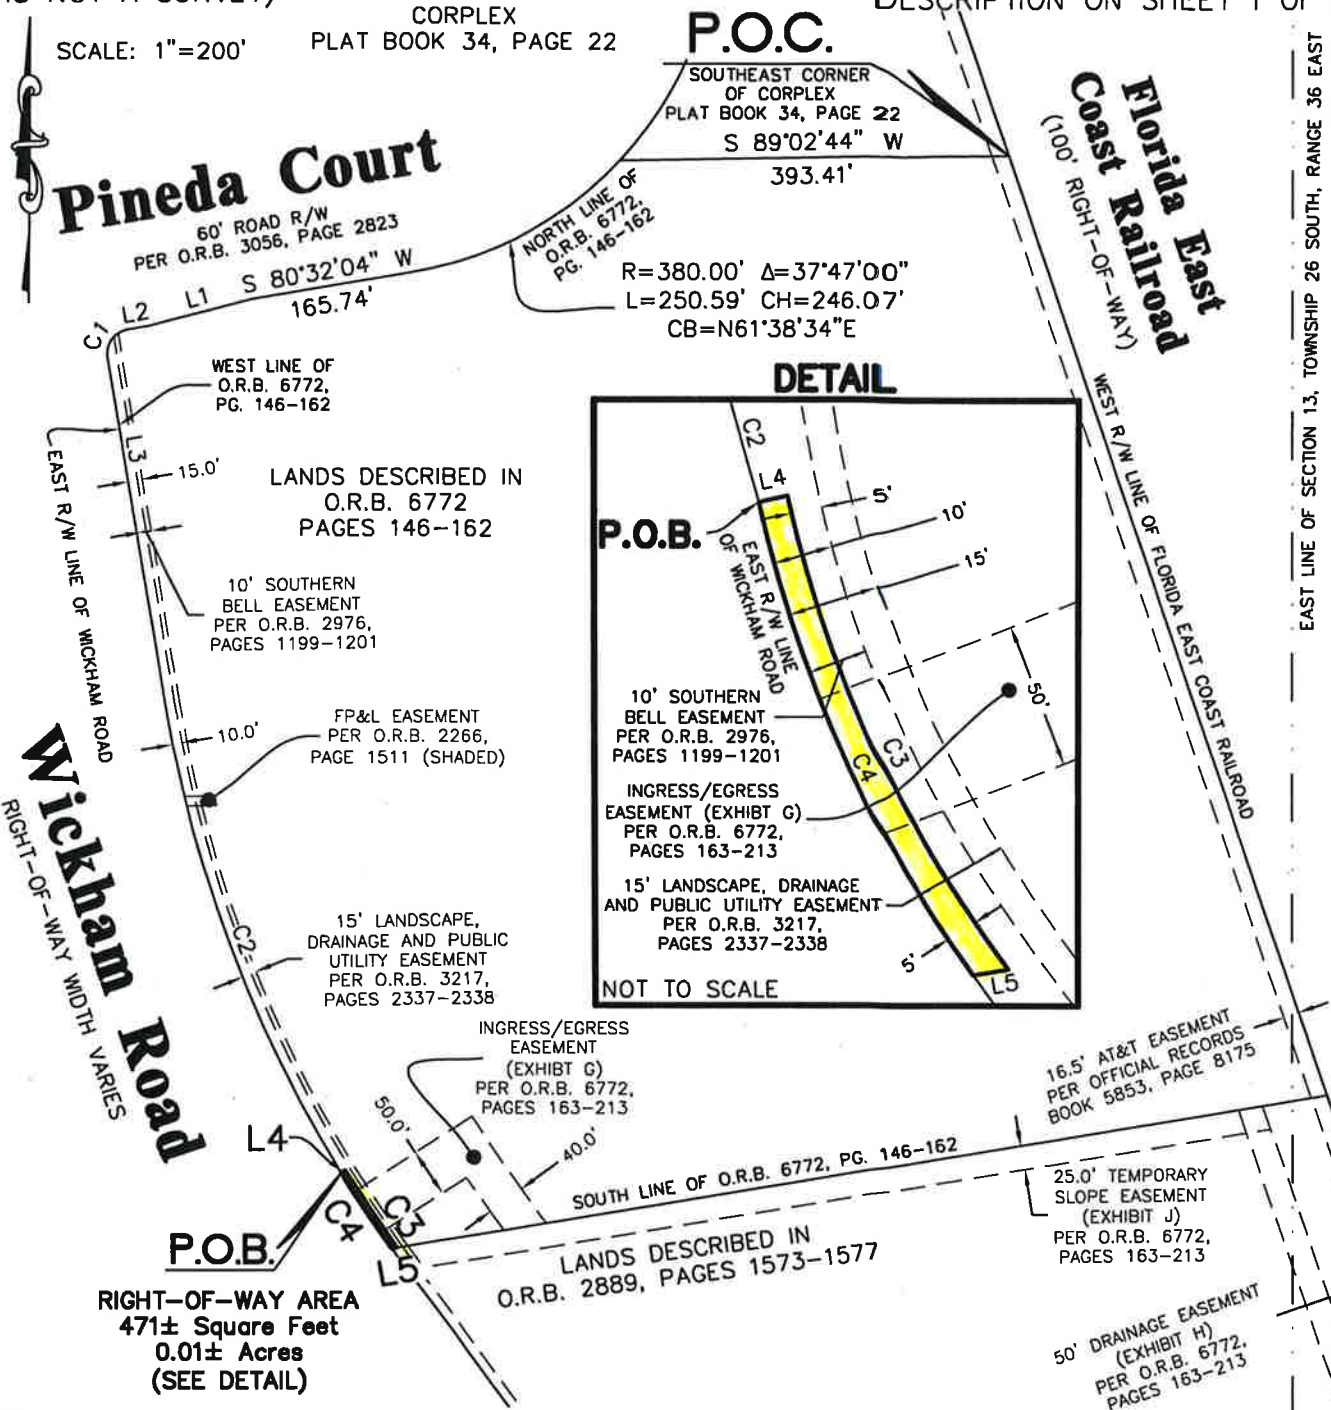 SCALE: 1"=200'
CORPLEX
PLAT BOOK 34, PAGE 22
P.O.C.
SOUTHEAST CORNER
OF CORPLEX
PLAT BOOK 34, PAGE 22
S 89°02'44" W
393.41'
Florida East
Coast Railroad
(100' RIGHT-OF-WAY)
EAST LINE OF SECTION 13, TOWNSHIP 26 SOUTH, RANGE 36 EAST
Pineda Court
60' ROAD R/W
PER O.R.B. 3056, PAGE 2823
NORTH LINE OF
O.R.B. 6772,
PG. 146-162
S 80°32'04" W
165.74'
L1
L2
C1
R=380.00' Δ=37°47'00"
L=250.59' CH=246.07'
CB=N61°38'34"E
WEST LINE OF
O.R.B. 6772,
PG. 146-162
L3
15.0'
EAST R/W LINE OF WICKHAM ROAD
LANDS DESCRIBED IN
O.R.B. 6772
PAGES 146-162
10' SOUTHERN
BELL EASEMENT
PER O.R.B. 2976,
PAGES 1199-1201
10.0'
FP&L EASEMENT
PER O.R.B. 2266,
PAGE 1511 (SHADED)
Wickham Road
RIGHT-OF-WAY WIDTH VARIES
C2
15' LANDSCAPE,
DRAINAGE AND PUBLIC
UTILITY EASEMENT
PER O.R.B. 3217,
PAGES 2337-2338
DETAIL
C2
L4
P.O.B.
EAST R/W LINE
OF WICKHAM ROAD
5'
10'
15'
50'
10' SOUTHERN
BELL EASEMENT
PER O.R.B. 2976,
PAGES 1199-1201
C3
C4
INGRESS/EGRESS
EASEMENT (EXHIBT G)
PER O.R.B. 6772,
PAGES 163-213
15' LANDSCAPE, DRAINAGE
AND PUBLIC UTILITY EASEMENT
PER O.R.B. 3217,
PAGES 2337-2338
5'
L5
NOT TO SCALE
WEST R/W LINE OF FLORIDA EAST COAST RAILROAD
INGRESS/EGRESS
EASEMENT
(EXHIBT G)
PER O.R.B. 6772,
PAGES 163-213
50.0'
40.0'
16.5' AT&T EASEMENT
PER OFFICIAL RECORDS
BOOK 5853, PAGE 8175
L4
C4
C3
L5
P.O.B.
RIGHT-OF-WAY AREA
471± Square Feet
0.01± Acres
(SEE DETAIL)
SOUTH LINE OF O.R.B. 6772, PG. 146-162
LANDS DESCRIBED IN
O.R.B. 2889, PAGES 1573-1577
25.0' TEMPORARY
SLOPE EASEMENT
(EXHIBIT J)
PER O.R.B. 6772,
PAGES 163-213
50' DRAINAGE EASEMENT
(EXHIBIT H)
PER O.R.B. 6772,
PAGES 163-213